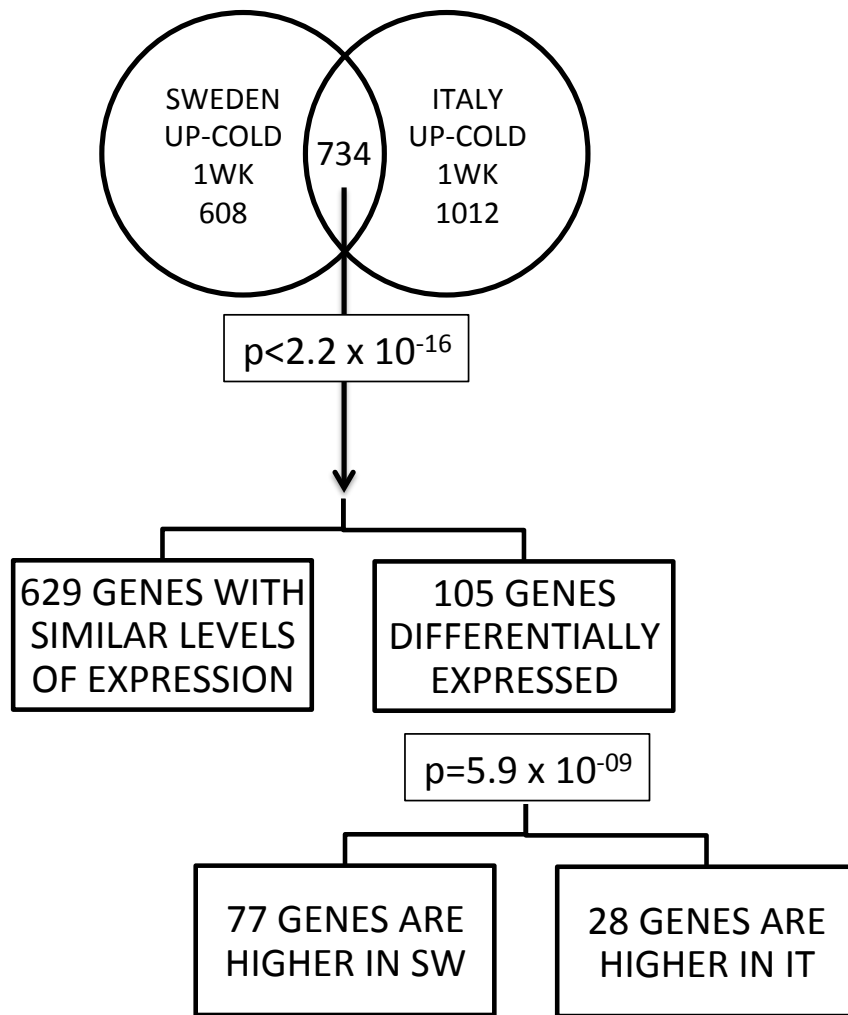 SWEDEN
UP-COLD
1WK
608
734
ITALY
UP-COLD
1WK
1012
p<2.2 x 10⁻¹⁶
629 GENES WITH
SIMILAR LEVELS
OF EXPRESSION
105 GENES
DIFFERENTIALLY
EXPRESSED
p=5.9 x 10⁻⁰⁹
77 GENES ARE
HIGHER IN SW
28 GENES ARE
HIGHER IN IT